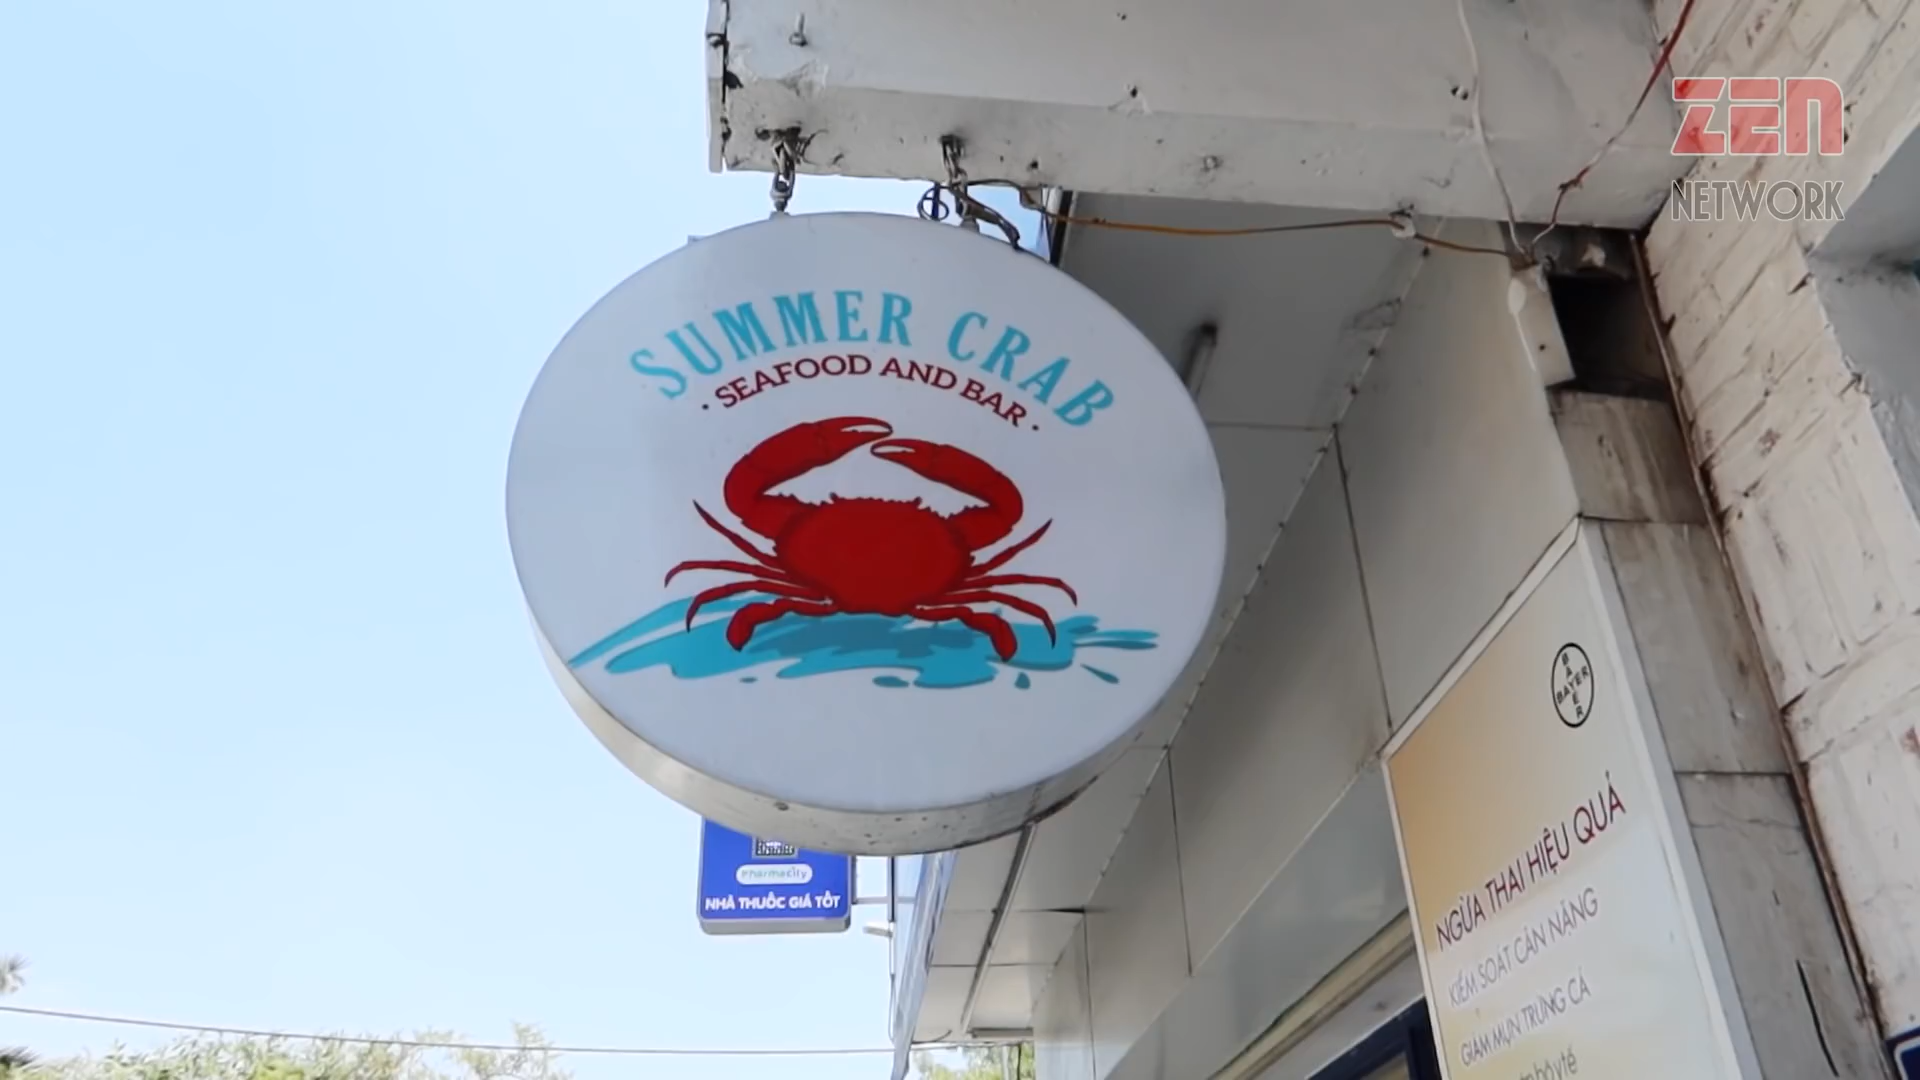 ZEN
NETWORK
SUMMER CRAB
· SEAFOOD AND BAR ·
BAYER
BAYER
Pharmacity
NHÀ THUỐC GIÁ TỐT
NGỪA THAI HIỆU QUẢ
KIỂM SOÁT CÂN NẶNG
GIẢM MỤN TRỨNG CÁ